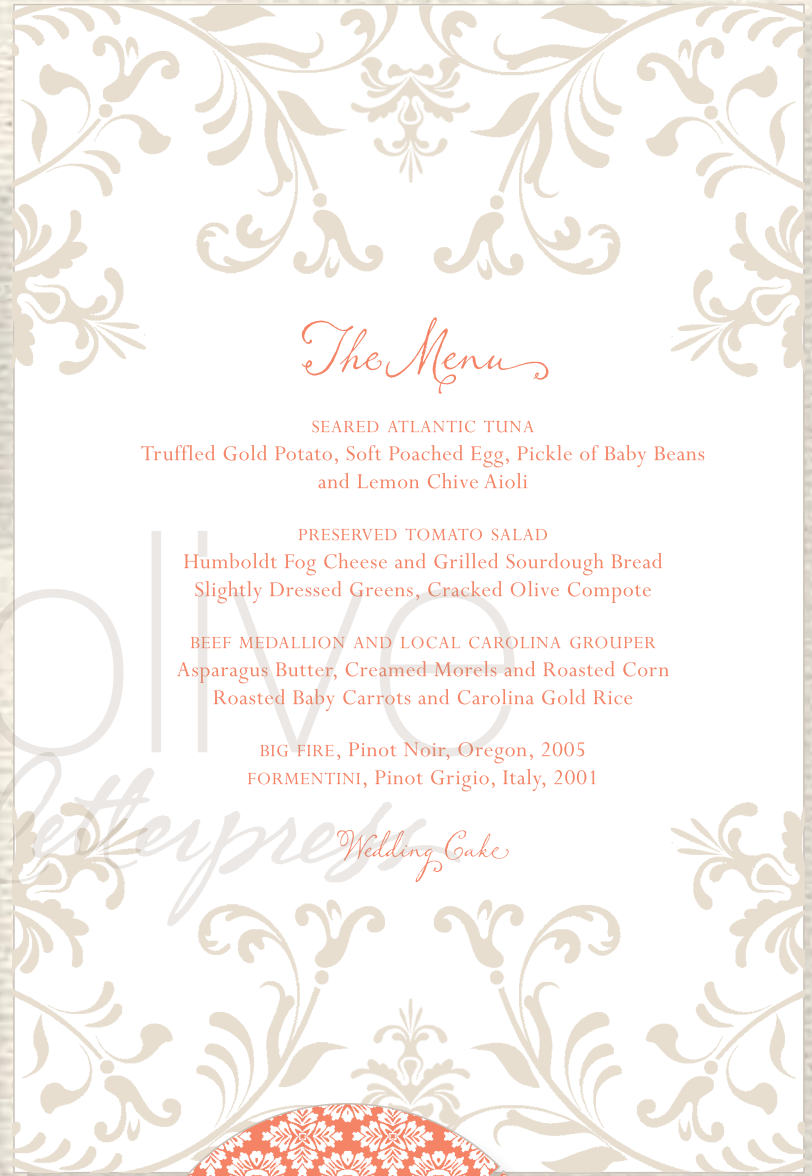 The Menu
SEARED ATLANTIC TUNA
Truffled Gold Potato, Soft Poached Egg, Pickle of Baby Beans
and Lemon Chive Aioli
PRESERVED TOMATO SALAD
Humboldt Fog Cheese and Grilled Sourdough Bread
Slightly Dressed Greens, Cracked Olive Compote
BEEF MEDALLION AND LOCAL CAROLINA GROUPER
Asparagus Butter, Creamed Morels and Roasted Corn
Roasted Baby Carrots and Carolina Gold Rice
BIG FIRE, Pinot Noir, Oregon, 2005
FORMENTINI, Pinot Grigio, Italy, 2001
Wedding Cake
olive
letterpress